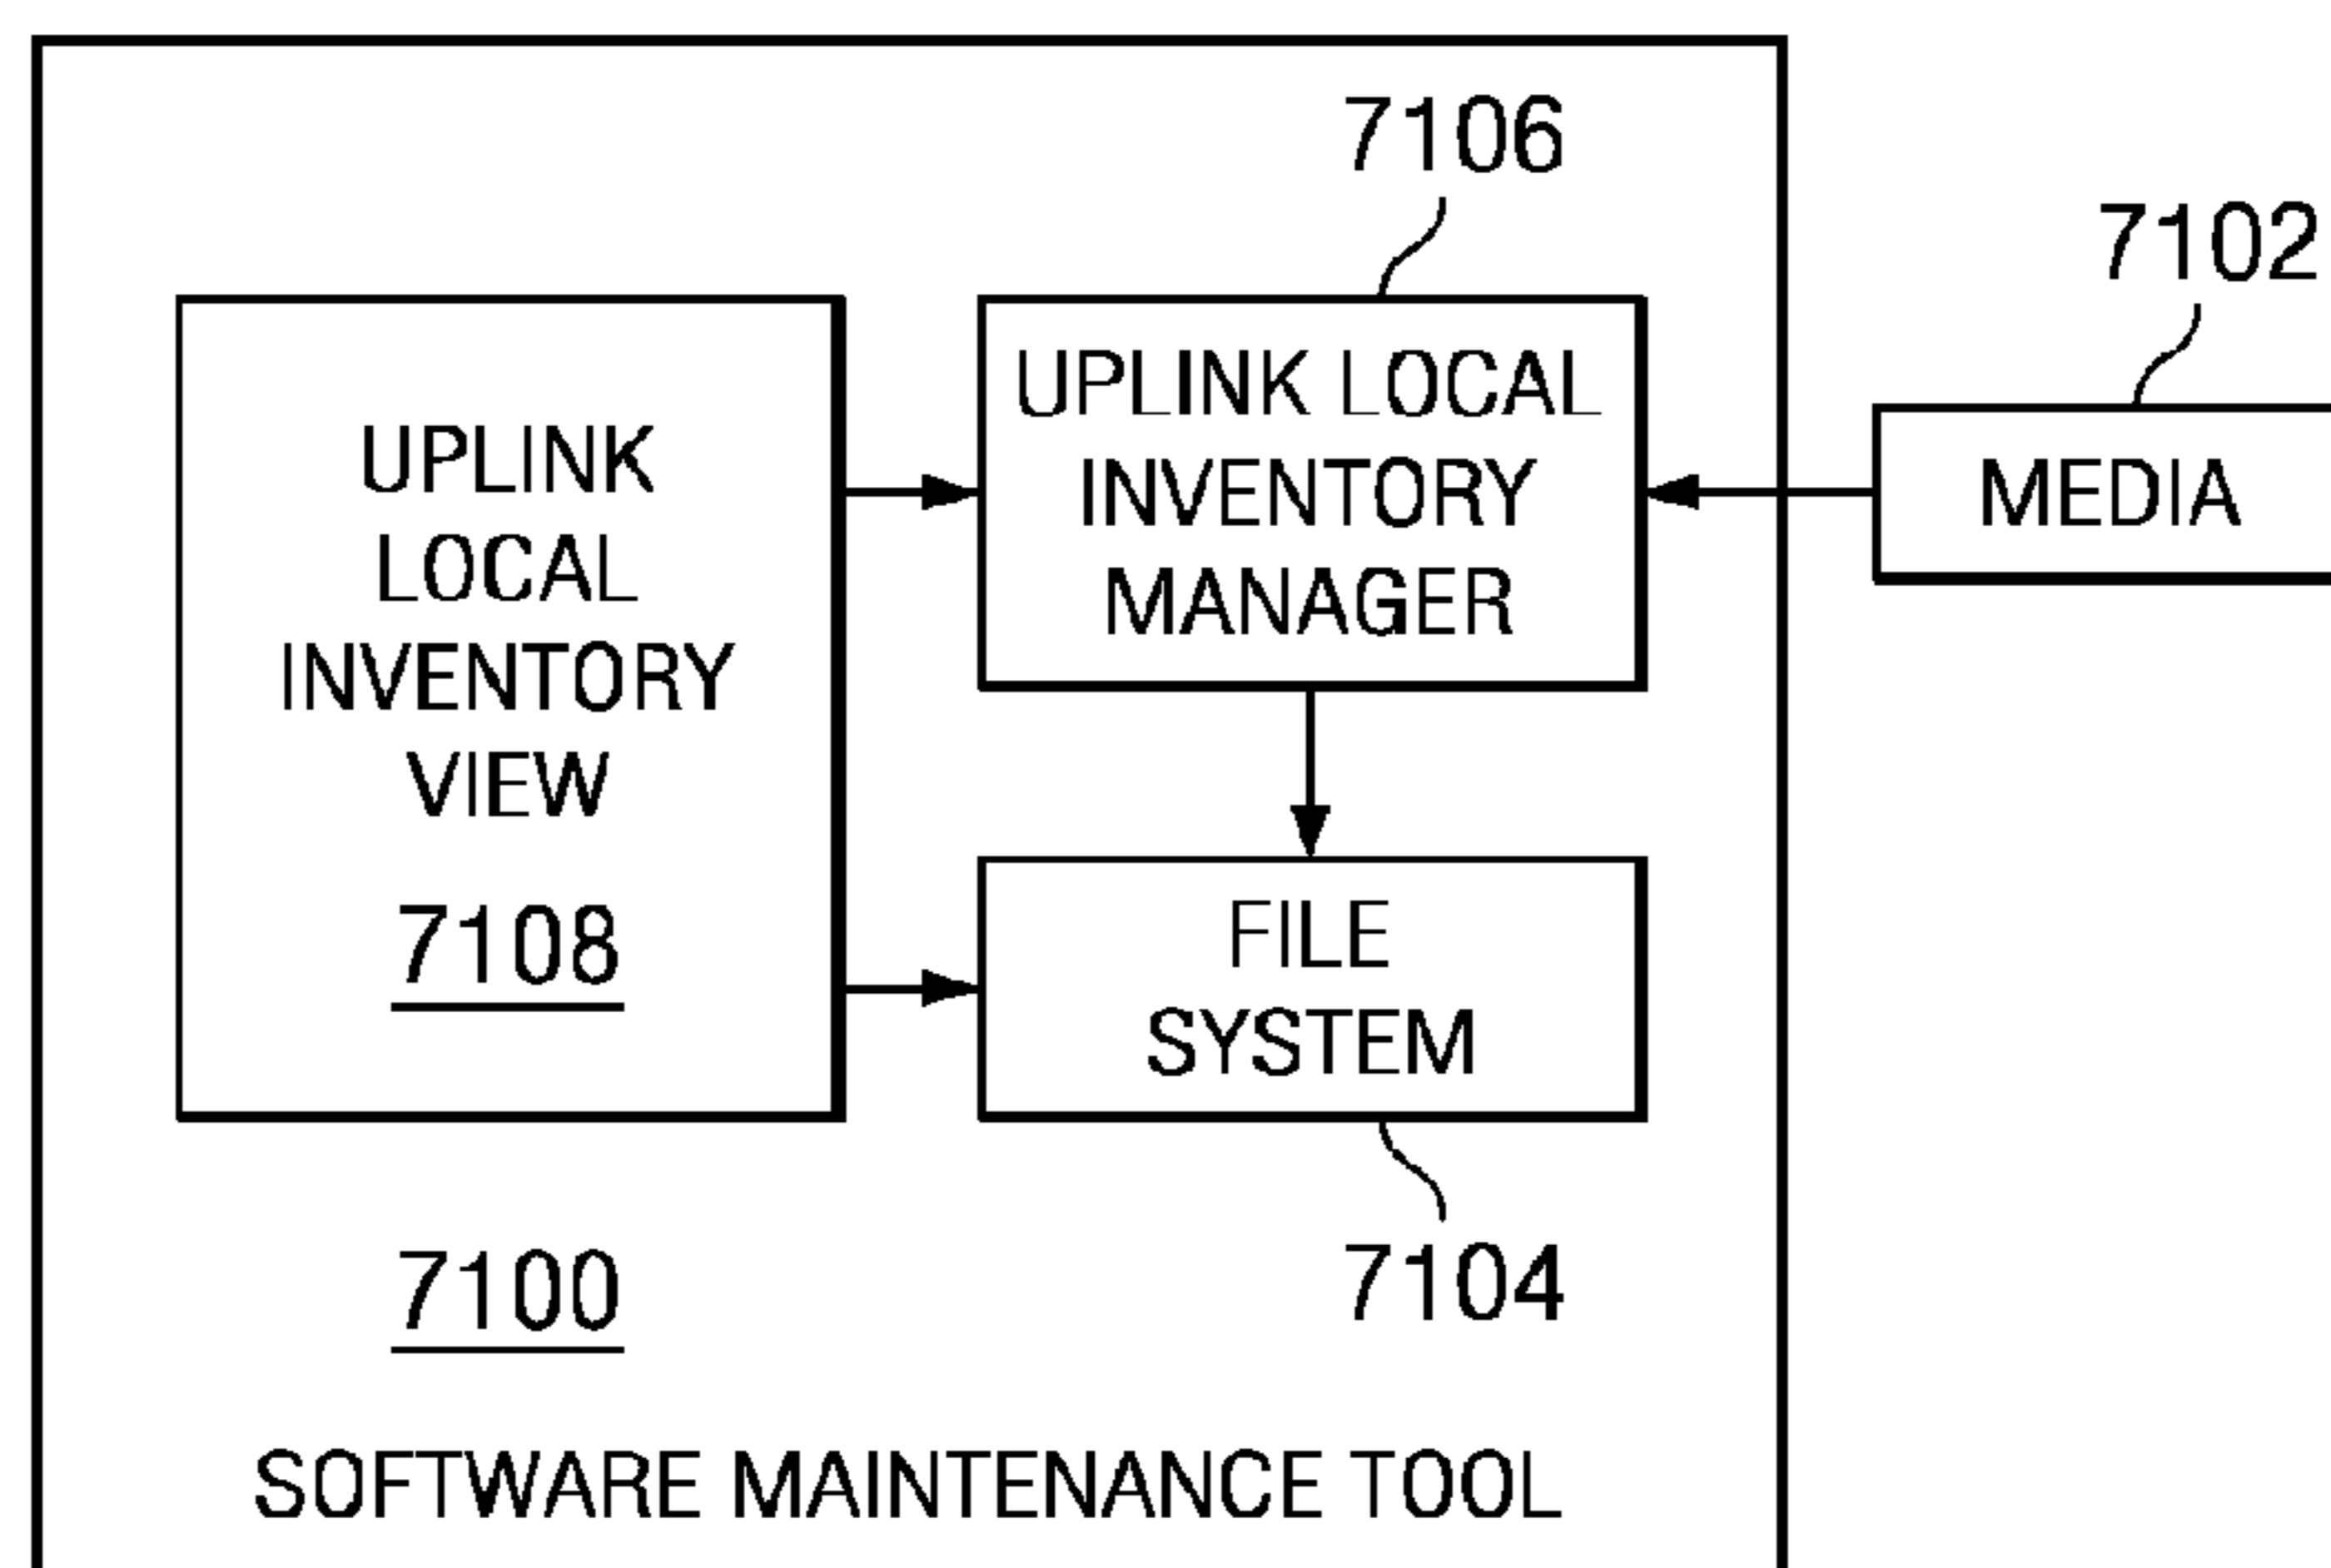 7106
7102
UPLINK
LOCAL
INVENTORY
VIEW
7108
UPLINK LOCAL
INVENTORY
MANAGER
MEDIA
FILE
SYSTEM
7104
7100
SOFTWARE MAINTENANCE TOOL